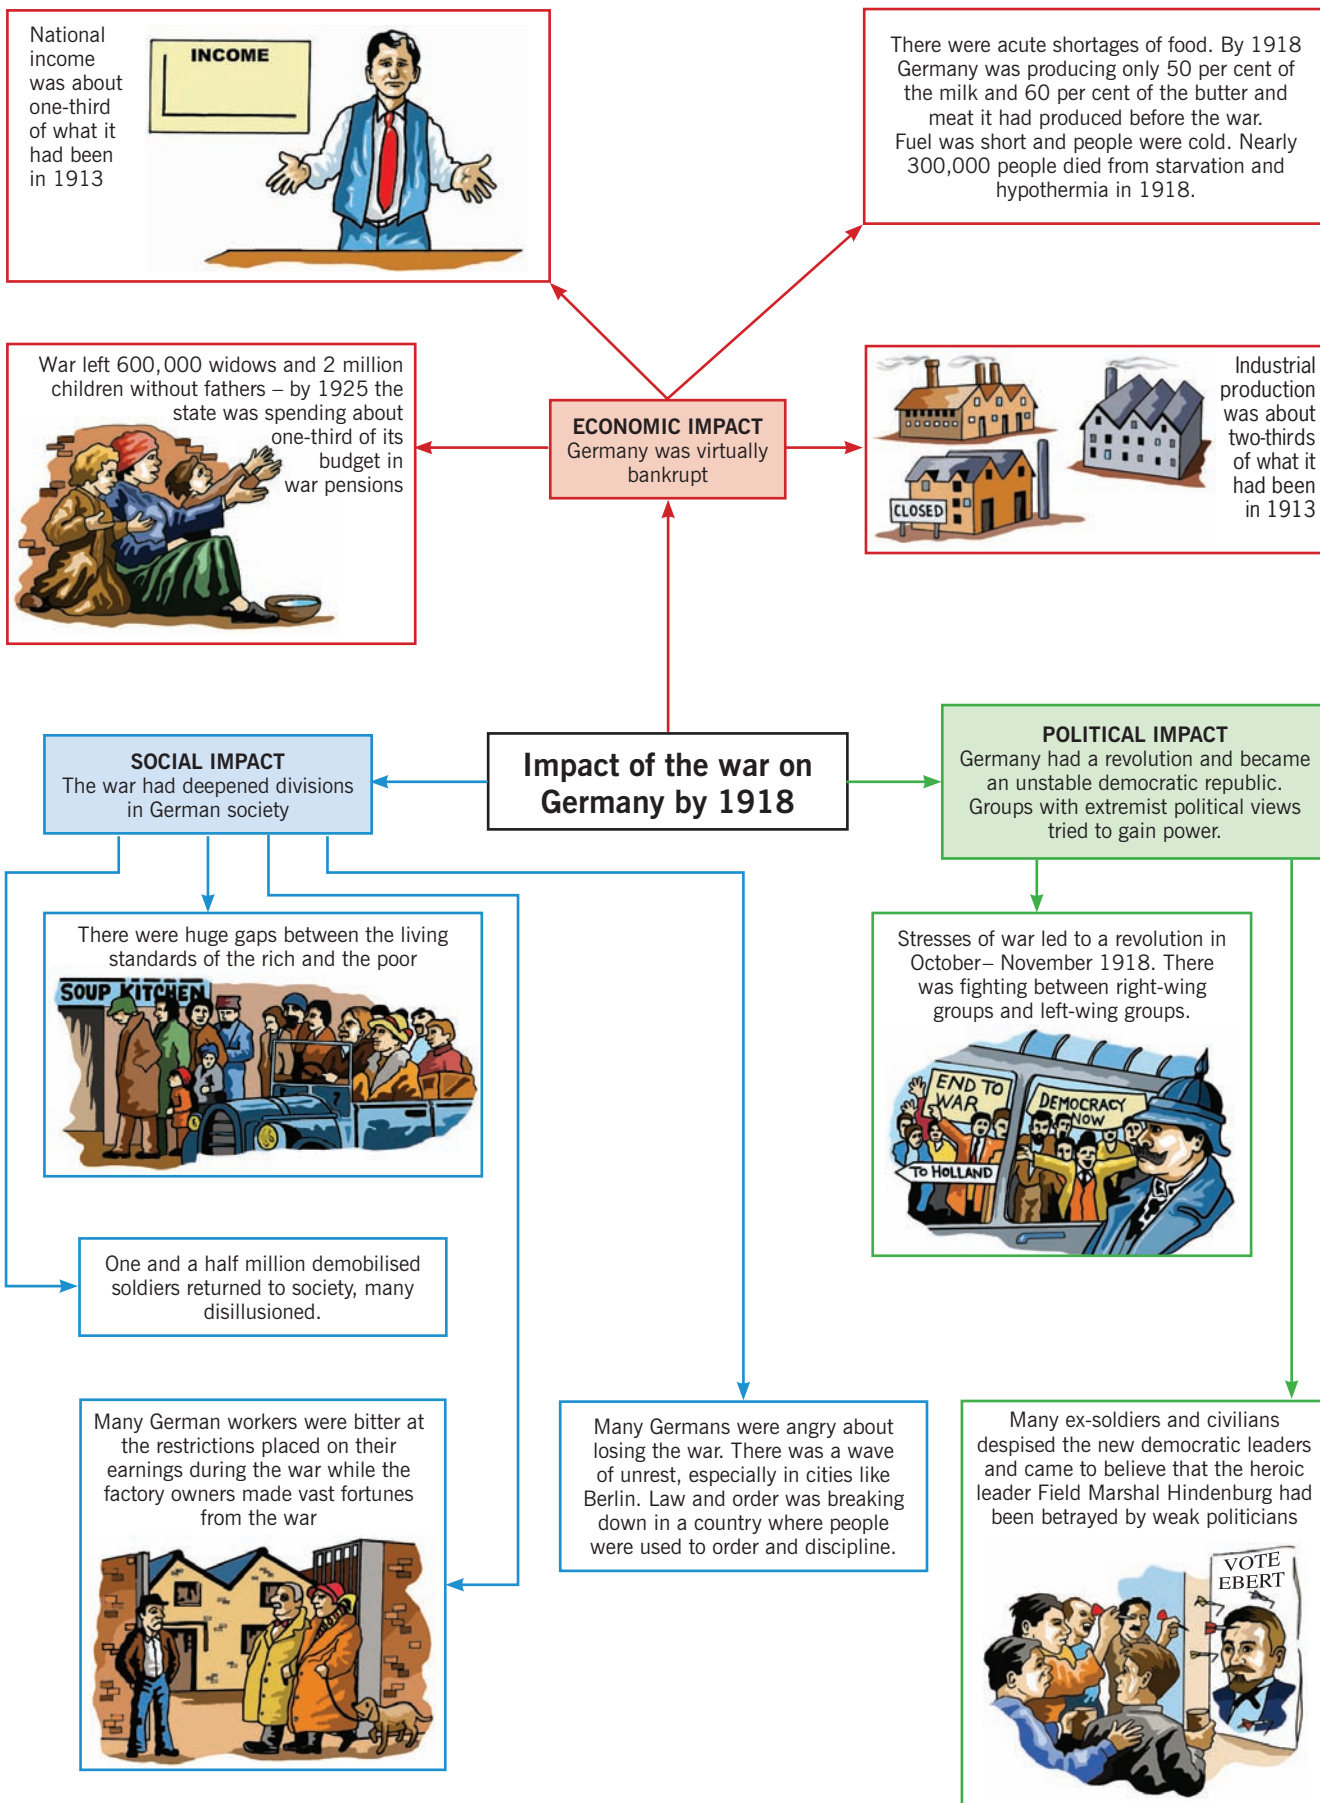 National
income
was about
one-third
of what it
had been
in 1913
INCOME
There were acute shortages of food. By 1918
Germany was producing only 50 per cent of
the milk and 60 per cent of the butter and
meat it had produced before the war.
Fuel was short and people were cold. Nearly
300,000 people died from starvation and
hypothermia in 1918.
War left 600,000 widows and 2 million
children without fathers – by 1925 the
state was spending about
one-third of its
budget in
war pensions
ECONOMIC IMPACT
Germany was virtually
bankrupt
Industrial
production
was about
two-thirds
of what it
had been
in 1913
CLOSED
SOCIAL IMPACT
The war had deepened divisions
in German society
Impact of the war on
Germany by 1918
POLITICAL IMPACT
Germany had a revolution and became
an unstable democratic republic.
Groups with extremist political views
tried to gain power.
There were huge gaps between the living
standards of the rich and the poor
SOUP KITCHEN
Stresses of war led to a revolution in
October– November 1918. There
was fighting between right-wing
groups and left-wing groups.
END TO
WAR
DEMOCRACY
NOW
TO HOLLAND
One and a half million demobilised
soldiers returned to society, many
disillusioned.
Many German workers were bitter at
the restrictions placed on their
earnings during the war while the
factory owners made vast fortunes
from the war
Many Germans were angry about
losing the war. There was a wave
of unrest, especially in cities like
Berlin. Law and order was breaking
down in a country where people
were used to order and discipline.
Many ex-soldiers and civilians
despised the new democratic leaders
and came to believe that the heroic
leader Field Marshal Hindenburg had
been betrayed by weak politicians
VOTE
EBERT